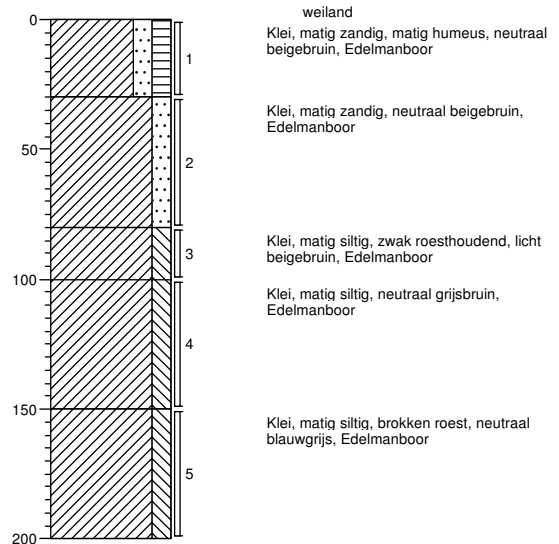 weiland
0
Klei, matig zandig, matig humeus, neutraal
beigebruin, Edelmanboor
1
Klei, matig zandig, neutraal beigebruin,
Edelmanboor
50
2
Klei, matig siltig, zwak roesthoudend, licht
beigebruin, Edelmanboor
3
100
Klei, matig siltig, neutraal grijsbruin,
Edelmanboor
4
150
Klei, matig siltig, brokken roest, neutraal
blauwgrijs, Edelmanboor
5
200